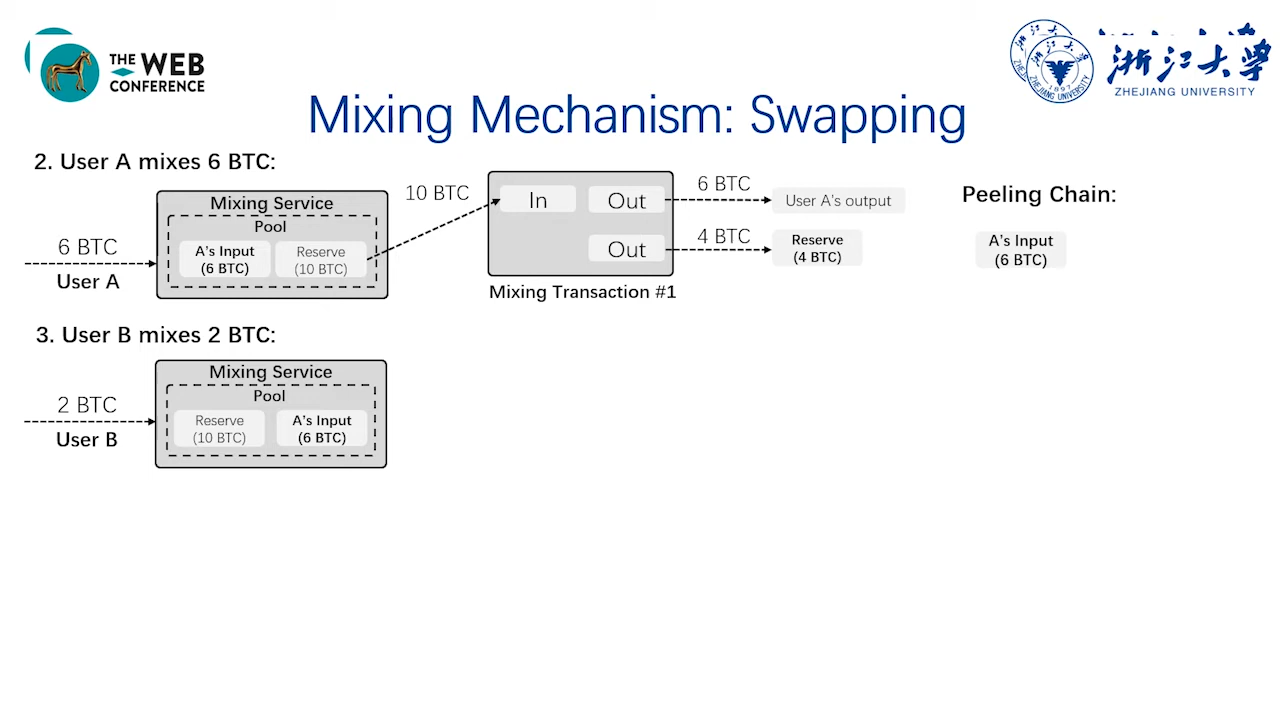 THE WEB
CONFERENCE
浙江大学
ZHEJIANG UNIVERSITY
Mixing Mechanism: Swapping
2. User A mixes 6 BTC:
6 BTC
User A
Mixing Service
Pool
A's Input
(6 BTC)
Reserve
(10 BTC)
10 BTC
In
Out
Out
Mixing Transaction #1
6 BTC
User A's output
4 BTC
Reserve
(4 BTC)
Peeling Chain:
A's Input
(6 BTC)
3. User B mixes 2 BTC:
2 BTC
User B
Mixing Service
Pool
Reserve
(10 BTC)
A's Input
(6 BTC)